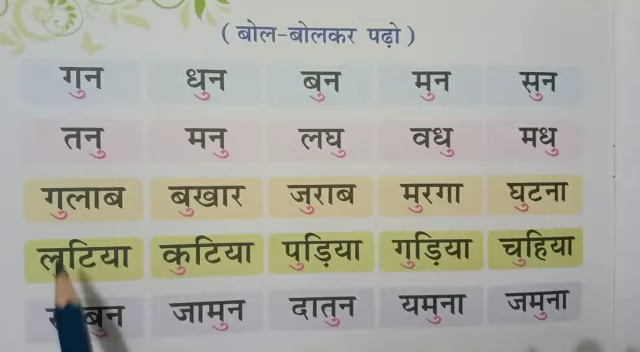 ( बोल-बोलकर पढ़ो )
गुन धुन बुन मुन सुन
तनु मनु लघु वधु मधु
गुलाब बुखार जुराब मुरगा घुटना
लुटिया कुटिया पुड़िया गुड़िया चुहिया
जामुन दातुन यमुना जमुना